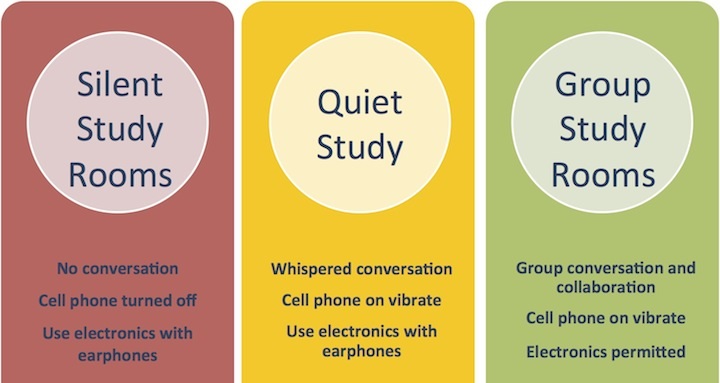 Silent
Study
Rooms
No conversation
Cell phone turned off
Use electronics with
earphones
Quiet
Study
Whispered conversation
Cell phone on vibrate
Use electronics with
earphones
Group
Study
Rooms
Group conversation and
collaboration
Cell phone on vibrate
Electronics permitted